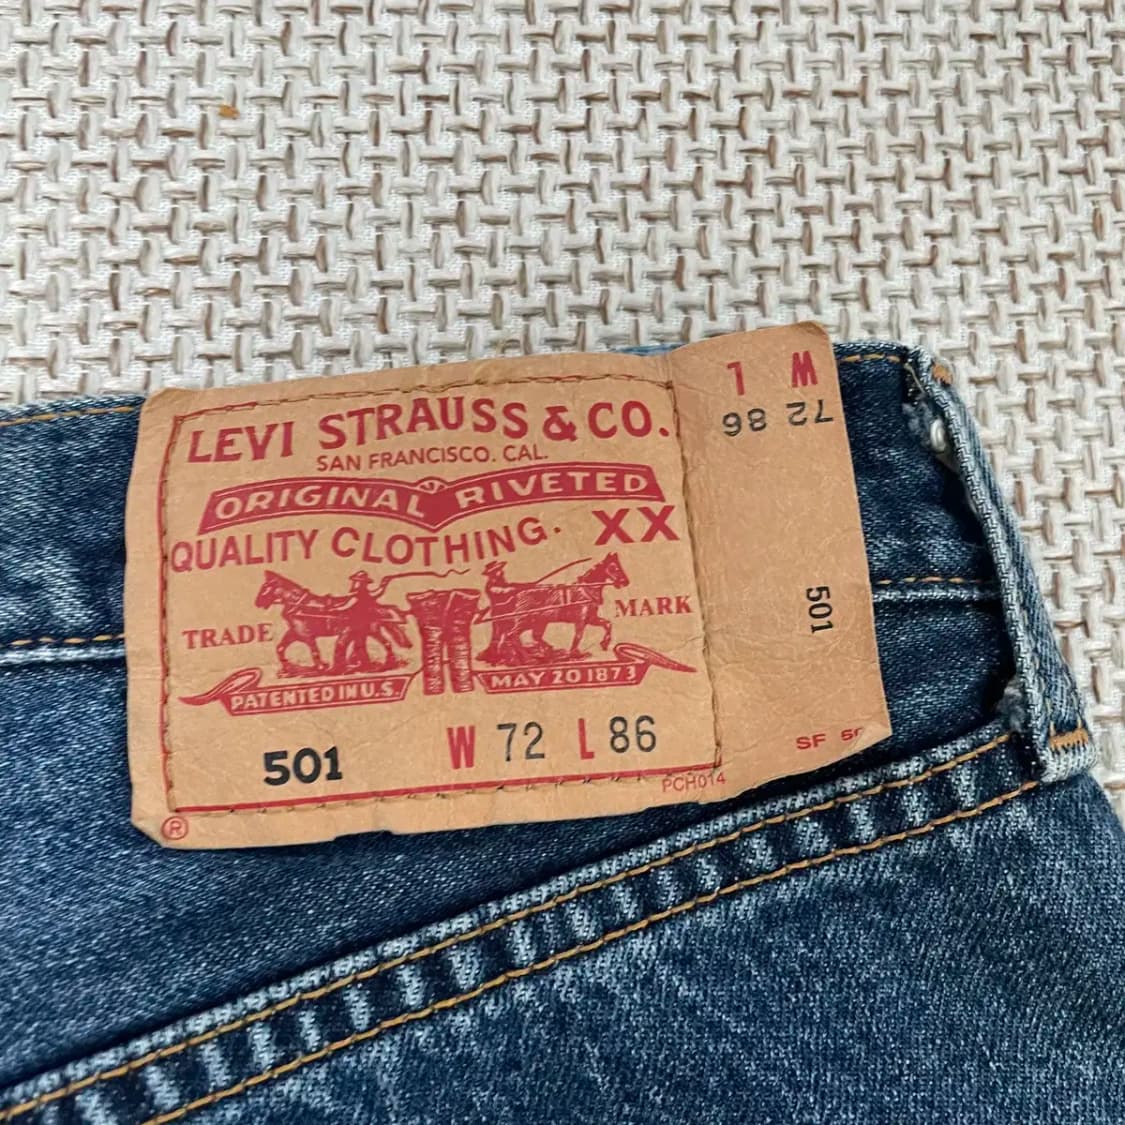 LEVI STRAUSS & CO.
SAN FRANCISCO. CAL.
ORIGINAL RIVETED
QUALITY CLOTHING. XX
TRADE MARK
PATENTED IN U.S. MAY 20 1873
501 W 72 L 86
PCH014
®
W L
72 86
501
SF